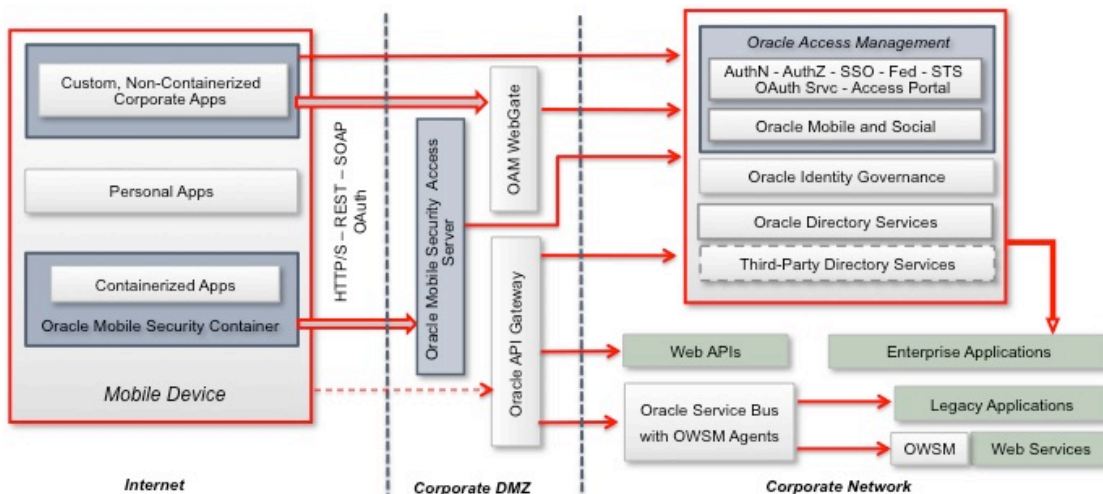 Custom, Non-Containerized
Corporate Apps
Personal Apps
Containerized Apps
Oracle Mobile Security Container
Mobile Device
Internet
HTTP/S – REST – SOAP
OAuth
Oracle Mobile Security Access
Server
OAM WebGate
Oracle API Gateway
Corporate DMZ
Oracle Access Management
AuthN - AuthZ - SSO - Fed - STS
OAuth Srvc - Access Portal
Oracle Mobile and Social
Oracle Identity Governance
Oracle Directory Services
Third-Party Directory Services
Web APIs
Enterprise Applications
Oracle Service Bus
with OWSM Agents
Legacy Applications
OWSM
Web Services
Corporate Network